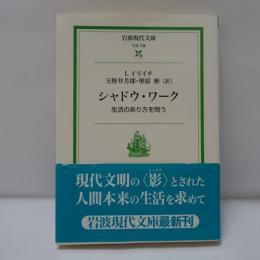 岩波現代文庫
I.イリイチ
玉野井芳郎・栗原 彬〈訳〉
シャドウ・ワーク
生活のあり方を問う
現代文明の〈影〉とされた
人間本来の生活を求めて
岩波現代文庫最新刊